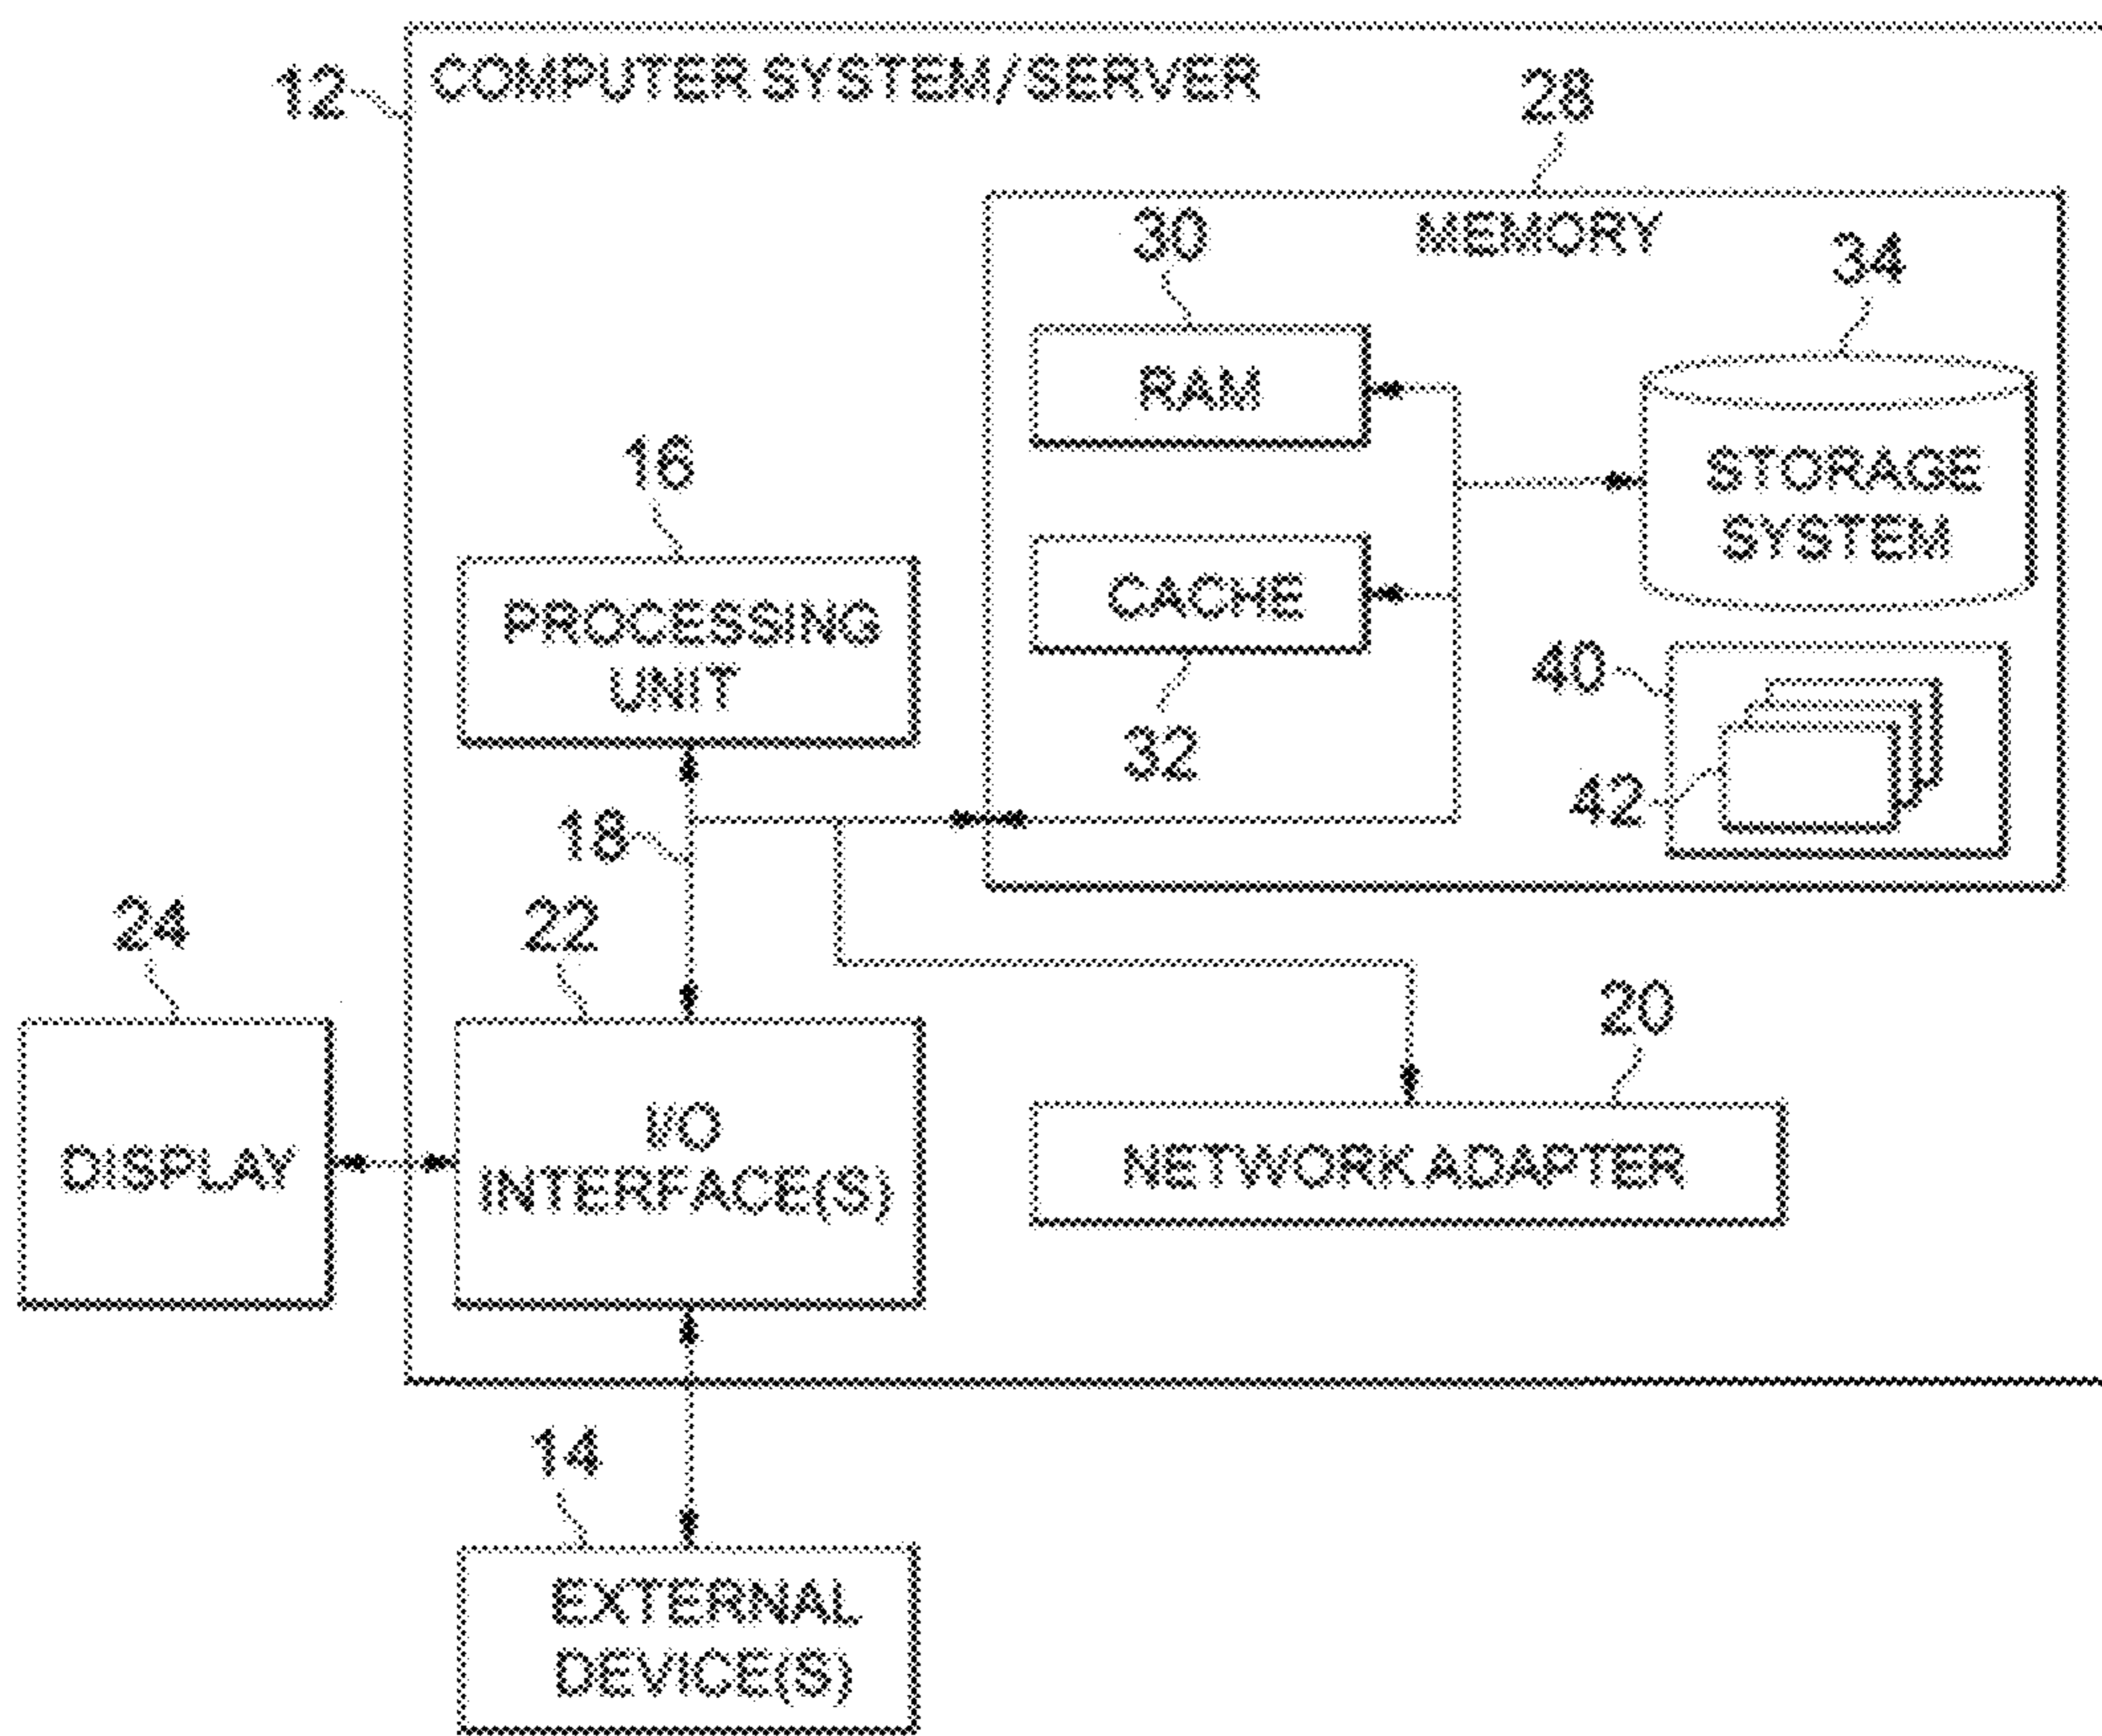 12
COMPUTER SYSTEM/SERVER
28
MEMORY
30
34
RAM
STORAGE
SYSTEM
16
PROCESSING
UNIT
CACHE
32
40
42
18
24
22
20
DISPLAY
I/O
INTERFACE(S)
NETWORK ADAPTER
14
EXTERNAL
DEVICE(S)